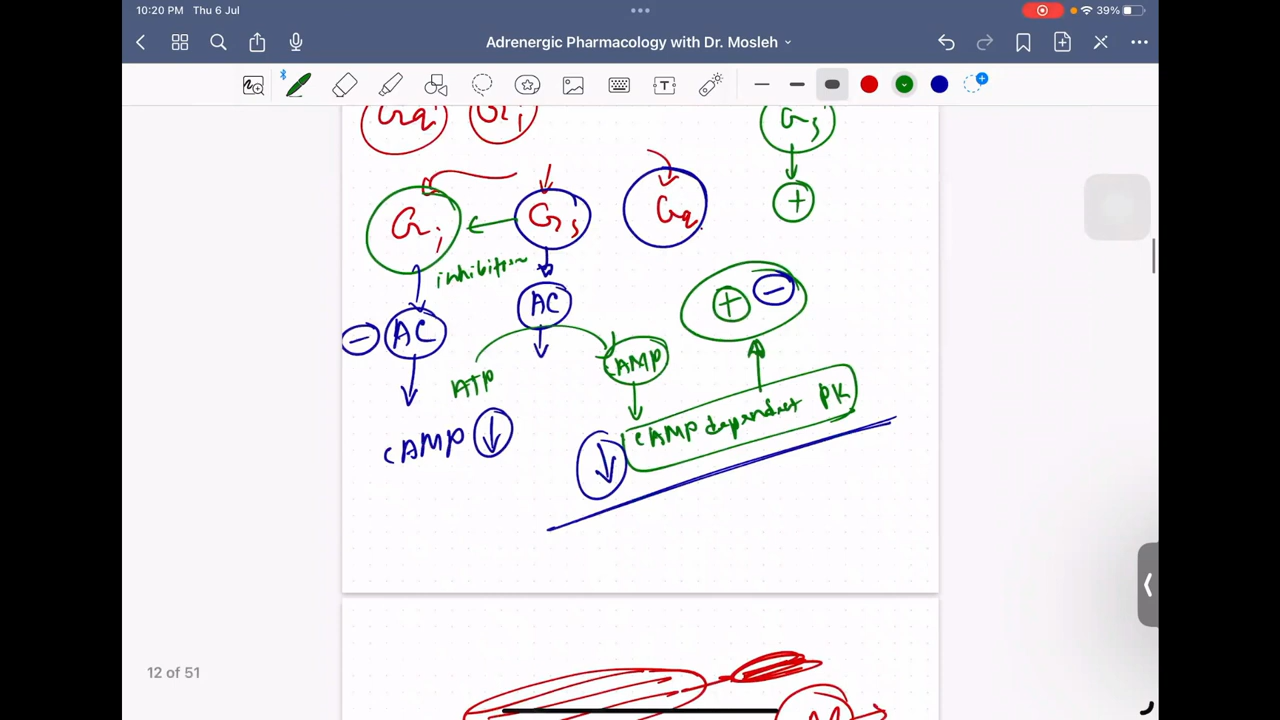 10:20 PM Thu 6 Jul
39%
Adrenergic Pharmacology with Dr. Mosleh
T
Gq Gi
Gs
Gi Gs Gq
+
inhibition
AC
+ −
− AC
ATP
cAMP
cAMP dependent PK
cAMP ↓
↓
12 of 51
M